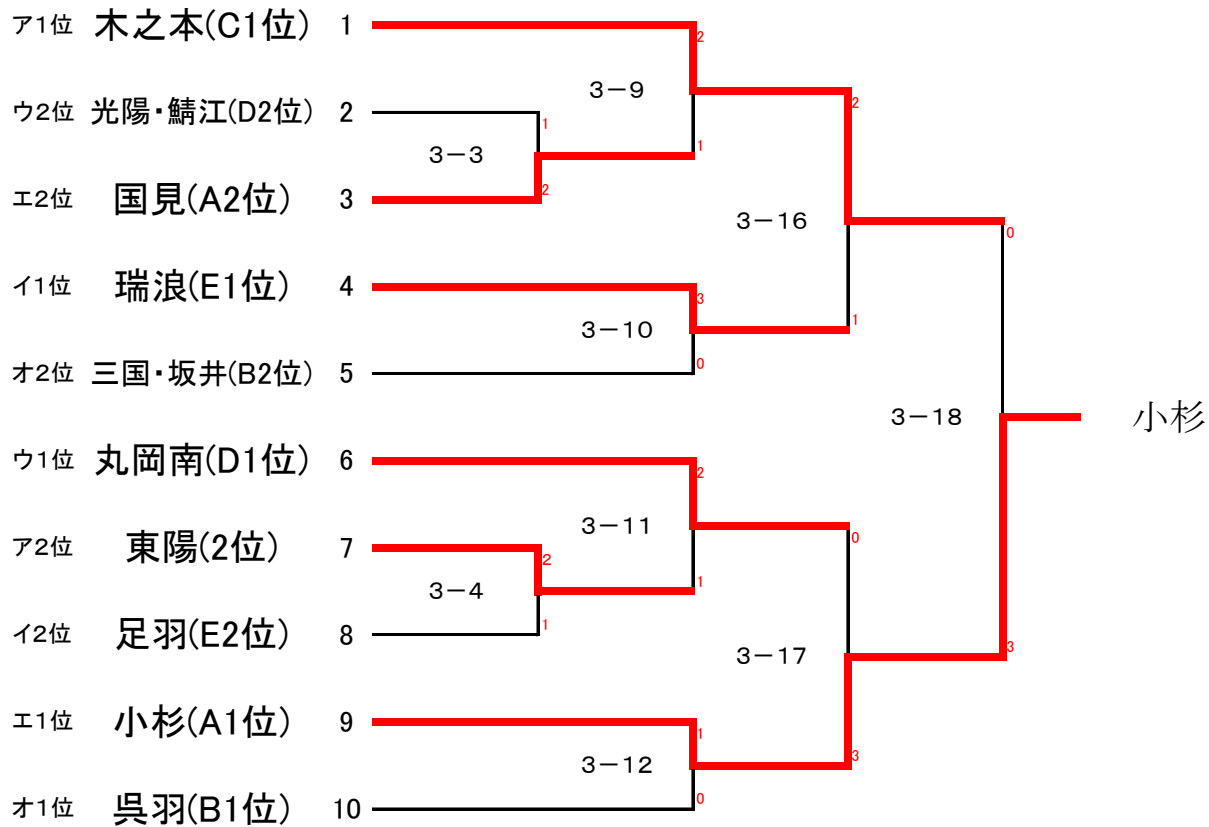 ア1位 木之本(C1位) 1
2
3－9
2
ウ2位 光陽・鯖江(D2位) 2
1
3－3
1
エ2位 国見(A2位) 3
2
3－16
0
イ1位 瑞浪(E1位) 4
3
3－10
1
オ2位 三国・坂井(B2位) 5
0
3－18
小杉
ウ1位 丸岡南(D1位) 6
2
3－11
0
ア2位 東陽(2位) 7
2
3－4
1
イ2位 足羽(E2位) 8
1
3－17
3
エ1位 小杉(A1位) 9
1
3－12
3
オ1位 呉羽(B1位) 10
0